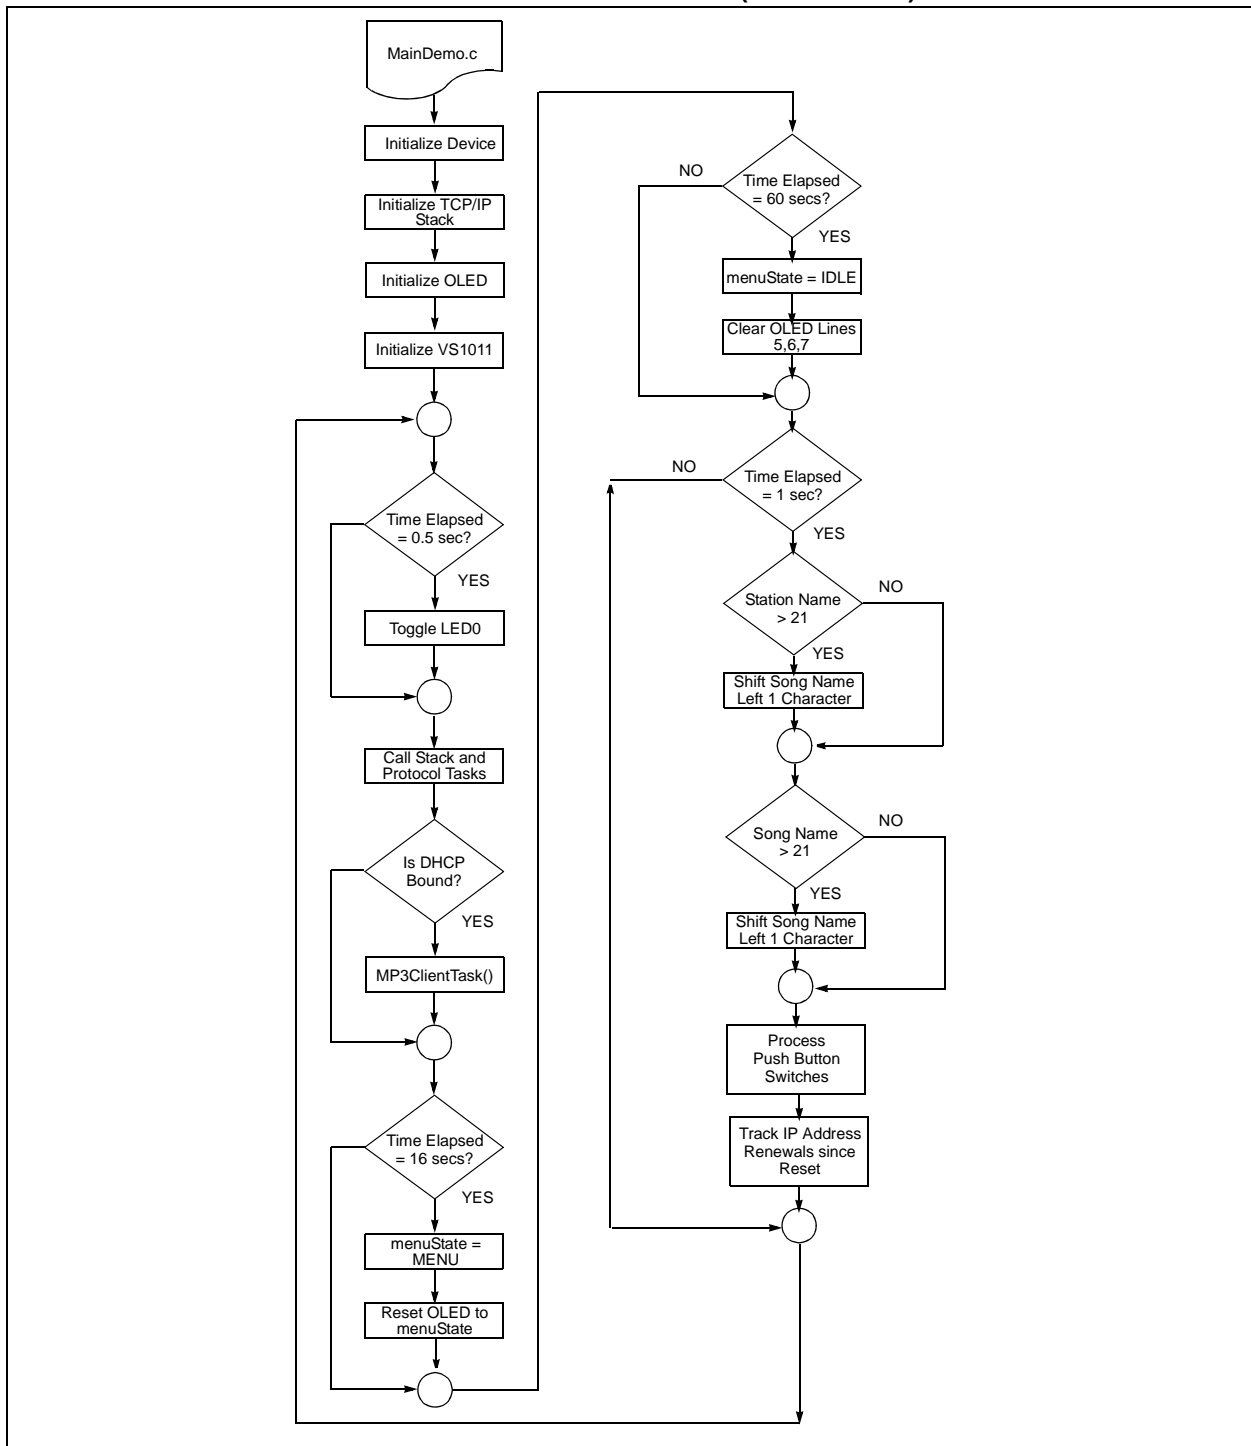 MainDemo.c
Initialize Device
Initialize TCP/IP
Stack
Initialize OLED
Initialize VS1011
Time Elapsed
= 0.5 sec?
YES
Toggle LED0
Call Stack and
Protocol Tasks
Is DHCP
Bound?
YES
MP3ClientTask()
Time Elapsed
= 16 secs?
YES
menuState =
MENU
Reset OLED to
menuState
NO
Time Elapsed
= 60 secs?
YES
menuState = IDLE
Clear OLED Lines
5,6,7
NO
Time Elapsed
= 1 sec?
YES
Station Name
> 21
NO
YES
Shift Song Name
Left 1 Character
Song Name
> 21
NO
YES
Shift Song Name
Left 1 Character
Process
Push Button
Switches
Track IP Address
Renewals since
Reset